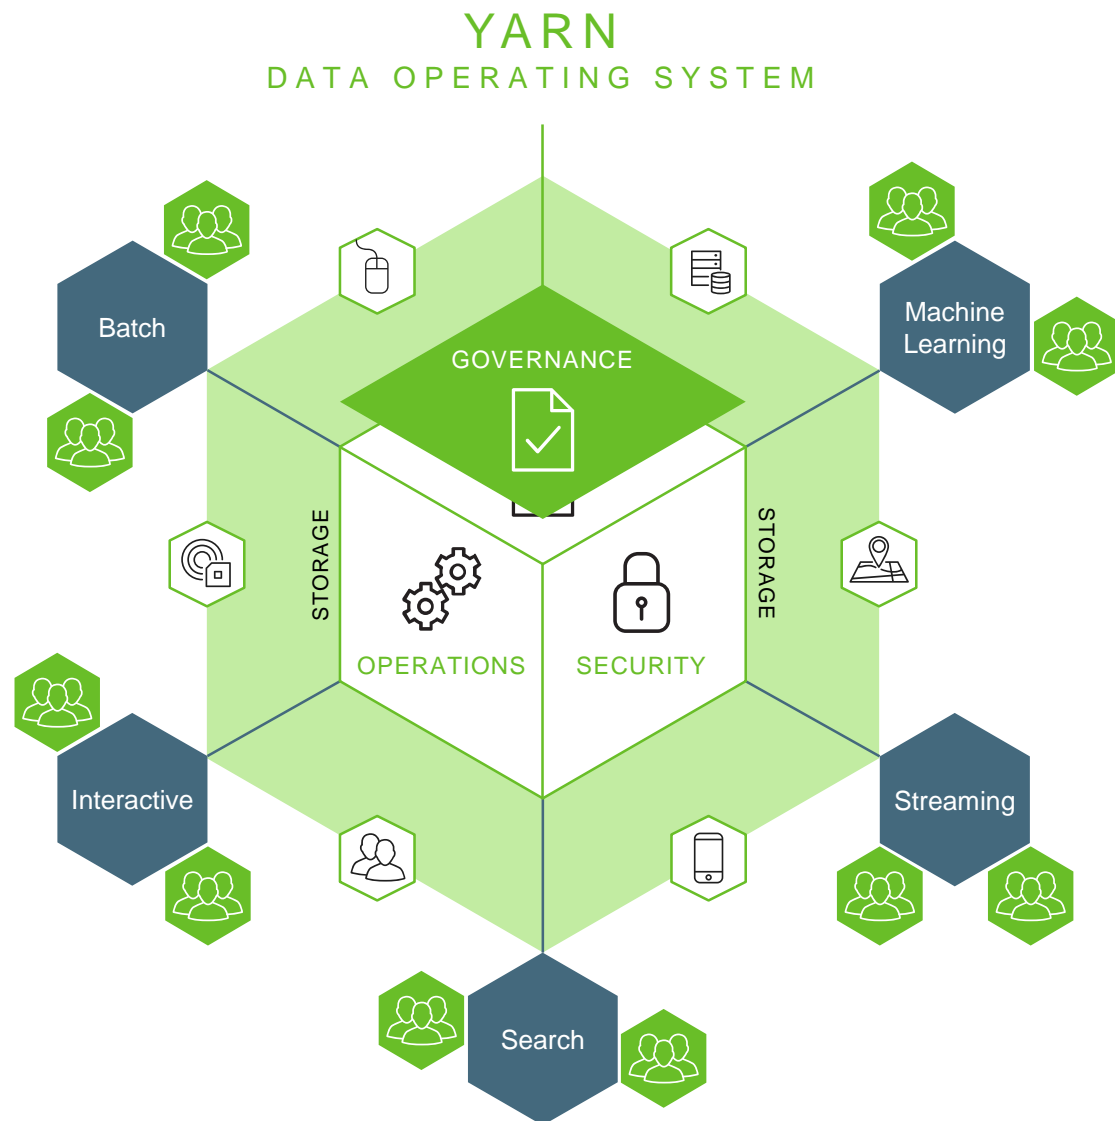 YARN
DATA OPERATING SYSTEM
Batch
Machine
Learning
GOVERNANCE
STORAGE
STORAGE
OPERATIONS
SECURITY
Interactive
Streaming
Search